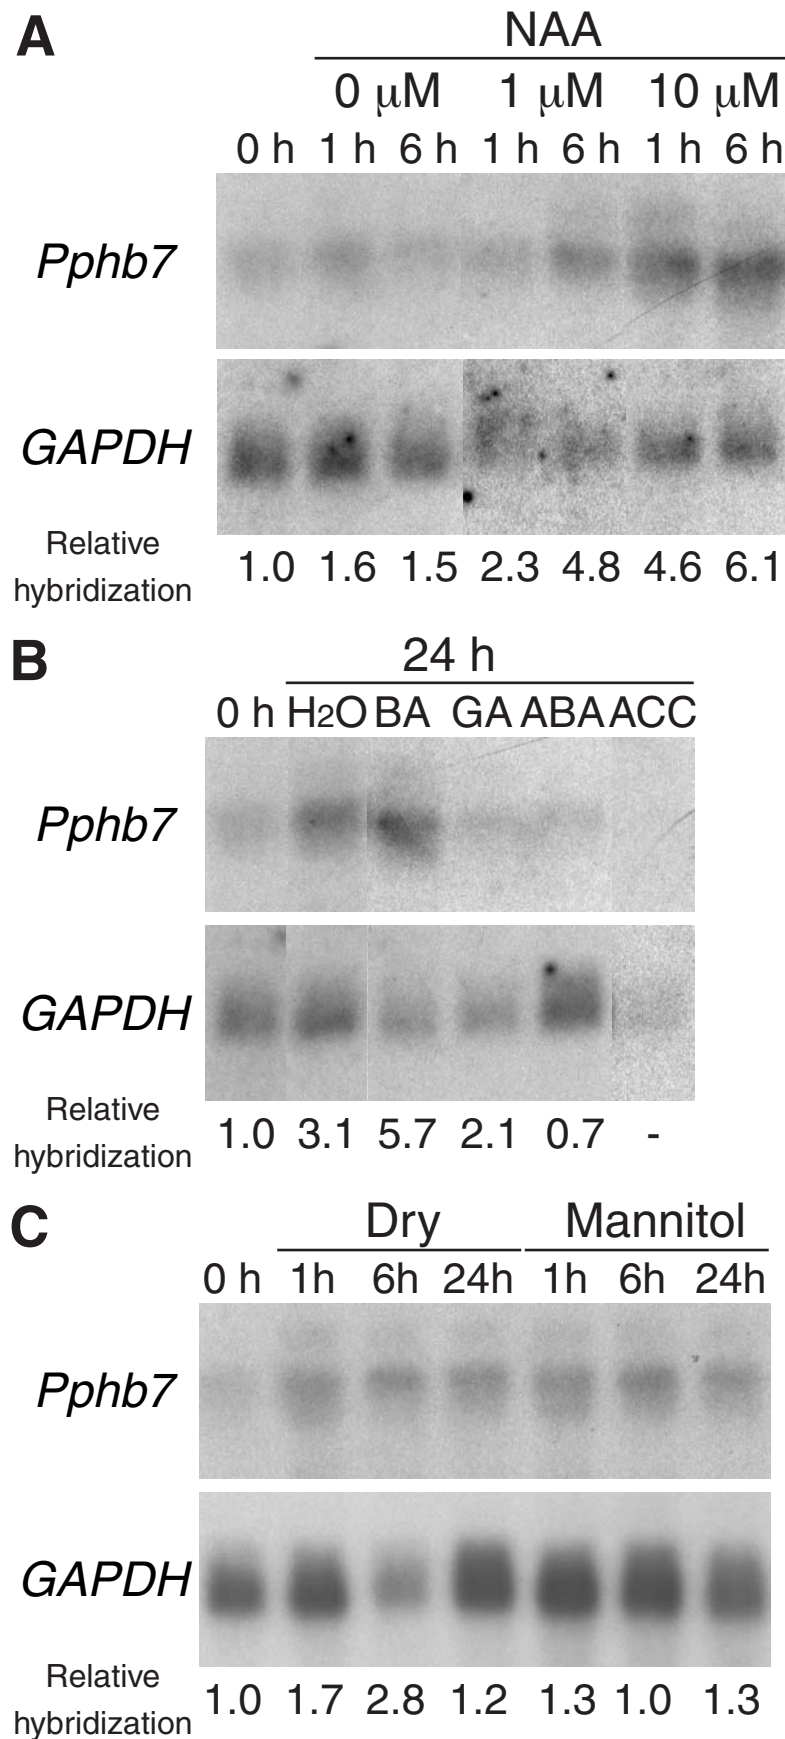 A
NAA
0 μM 1 μM 10 μM
0 h 1 h 6 h 1 h 6 h 1 h 6 h
Pphb7
GAPDH
Relative
hybridization
1.0 1.6 1.5 2.3 4.8 4.6 6.1
B
24 h
0 h H2O BA GA ABA ACC
Pphb7
GAPDH
Relative
hybridization
1.0 3.1 5.7 2.1 0.7 -
C
Dry Mannitol
0 h 1h 6h 24h 1h 6h 24h
Pphb7
GAPDH
Relative
hybridization
1.0 1.7 2.8 1.2 1.3 1.0 1.3